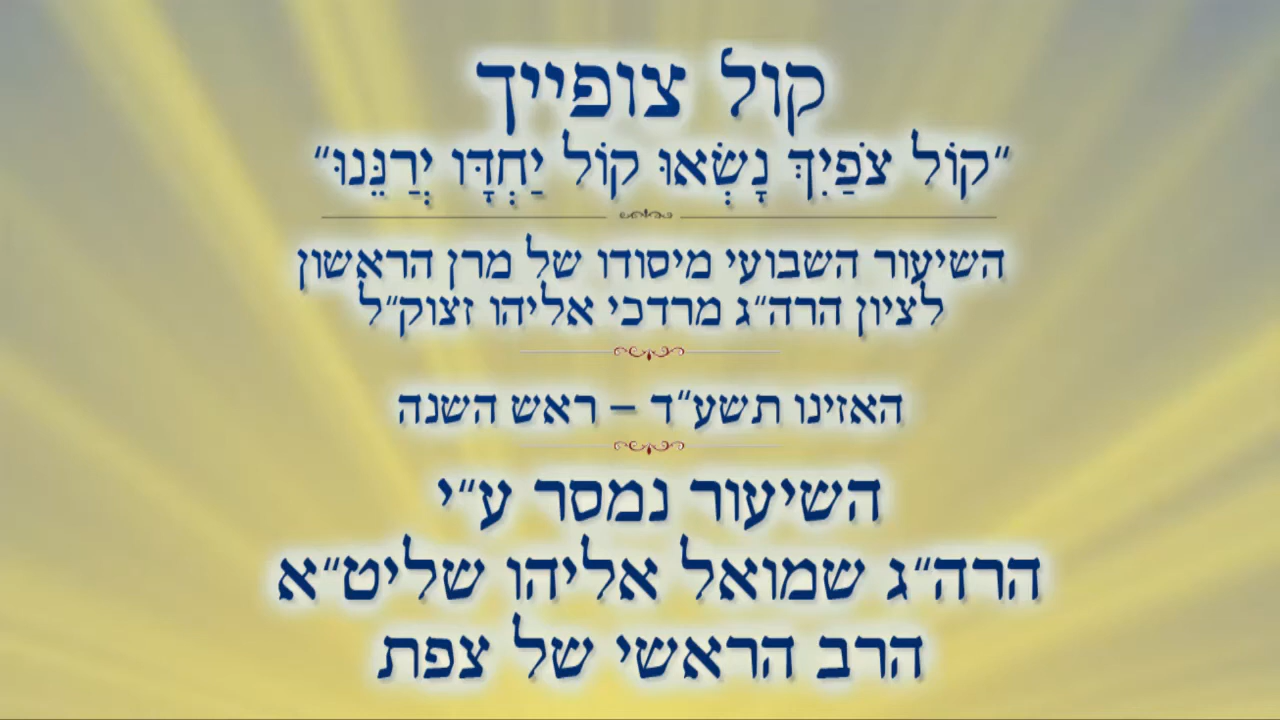 קול צופייך
"קוֹל צֹפַיִךְ נָשְׂאוּ קוֹל יַחְדָּו יְרַנֵּנוּ"
השיעור השבועי מיסודו של מרן הראשון
לציון הרה"ג מרדכי אליהו זצוק"ל
האזינו תשע"ד – ראש השנה
השיעור נמסר ע"י
הרה"ג שמואל אליהו שליט"א
הרב הראשי של צפת